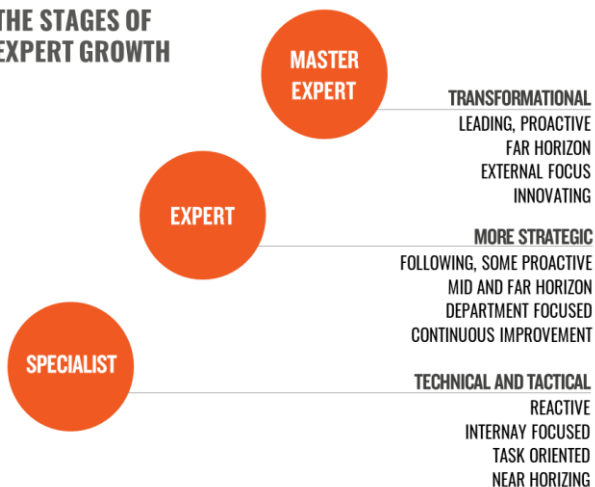 THE STAGES OF
EXPERT GROWTH
MASTER
EXPERT
TRANSFORMATIONAL
LEADING, PROACTIVE
FAR HORIZON
EXTERNAL FOCUS
INNOVATING
EXPERT
MORE STRATEGIC
FOLLOWING, SOME PROACTIVE
MID AND FAR HORIZON
DEPARTMENT FOCUSED
CONTINUOUS IMPROVEMENT
SPECIALIST
TECHNICAL AND TACTICAL
REACTIVE
INTERNAY FOCUSED
TASK ORIENTED
NEAR HORIZING